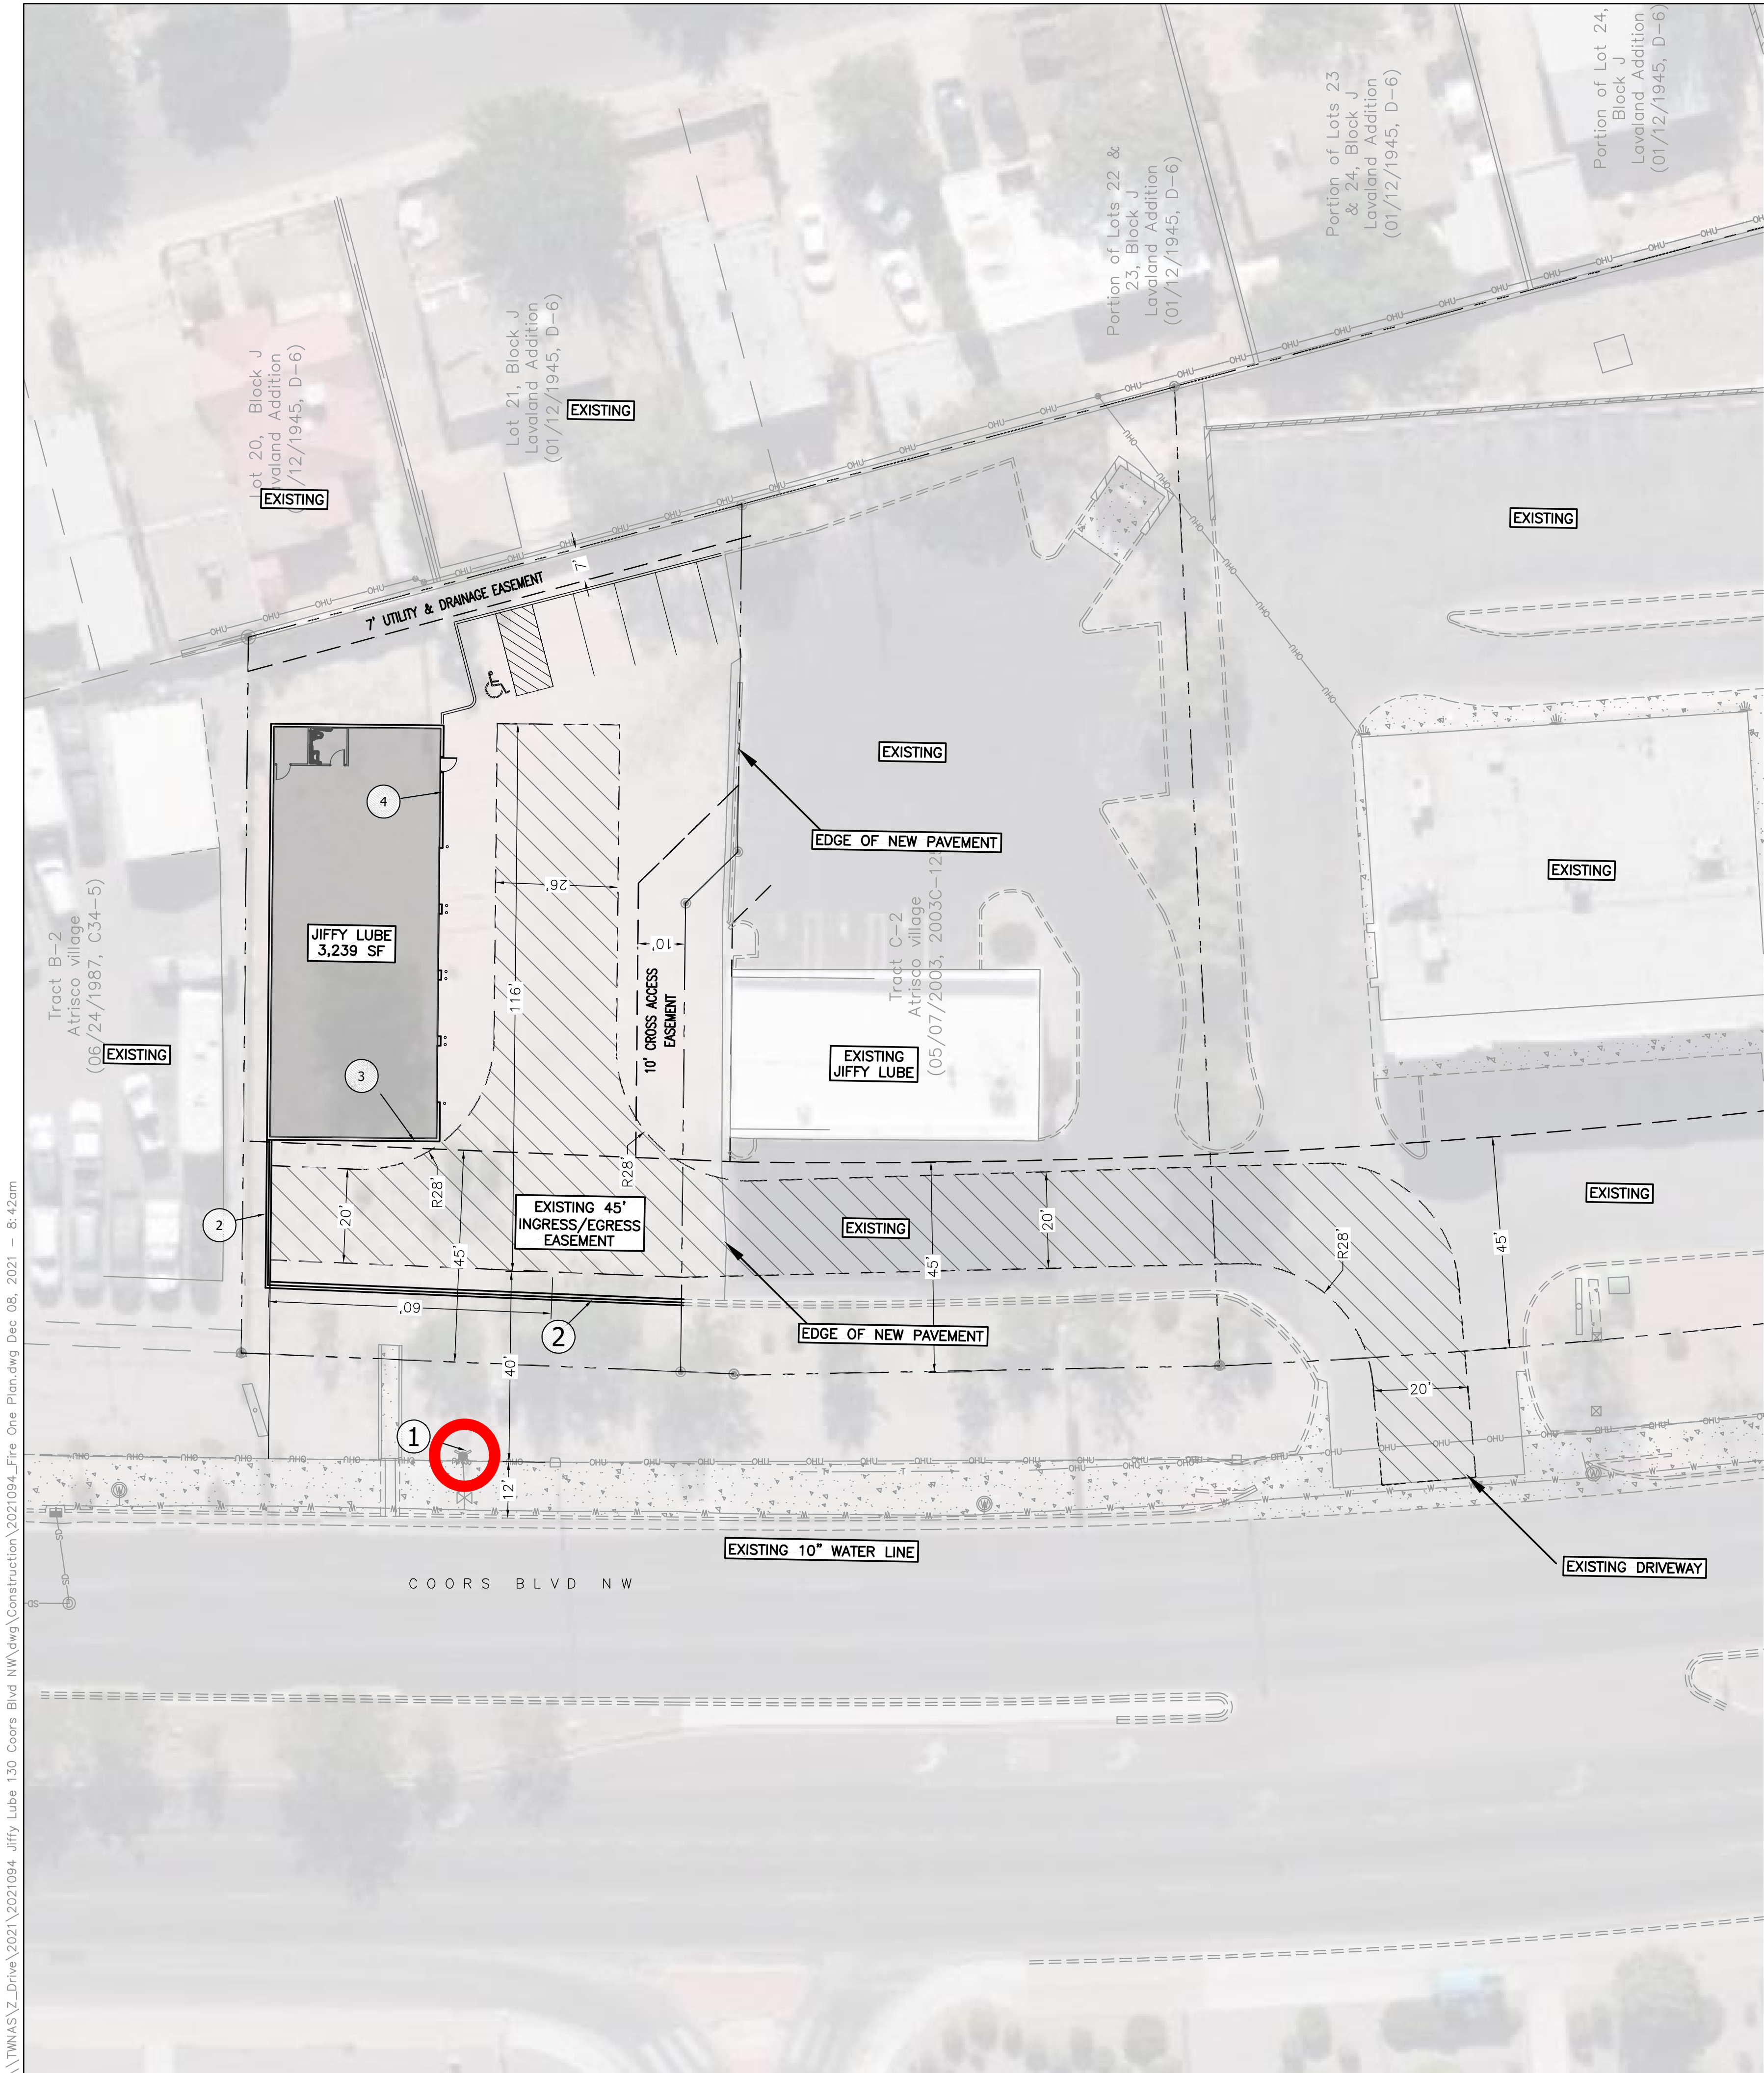 Portion of Lot 24,
Block J
Lavaland Addition
(01/12/1945, D-6)
Portion of Lots 23
& 24, Block J
Lavaland Addition
(01/12/1945, D-6)
Portion of Lots 22 &
23, Block J
Lavaland Addition
(01/12/1945, D-6)
Lot 21, Block J
Lavaland Addition
(01/12/1945, D-6)
EXISTING
Lot 20, Block J
Lavaland Addition
/12/1945, D-6)
EXISTING
EXISTING
OHU
7' UTILITY & DRAINAGE EASEMENT
7'
EXISTING
EDGE OF NEW PAVEMENT
EXISTING
4
26'
10'
116'
10' CROSS ACCESS
EASEMENT
JIFFY LUBE
3,239 SF
Tract B-2
Atrisco village
(06/24/1987, C34-5)
EXISTING
Tract C-2
Atrisco village
(05/07/2003, 2003C-12
EXISTING
JIFFY LUBE
3
R28'
R28'
2
20'
45'
EXISTING 45'
INGRESS/EGRESS
EASEMENT
EXISTING
45'
20'
R28'
45'
EXISTING
60'
2
40'
EDGE OF NEW PAVEMENT
20'
1
12'
OHU
W
EXISTING 10" WATER LINE
EXISTING DRIVEWAY
COORS BLVD NW
SD
SD
SD
\\TWNAS\Z_Drive\2021\2021094 Jiffy Lube 130 Coors Blvd NW\dwg\Construction\2021094_Fire One Plan.dwg Dec 08, 2021 - 8:42am